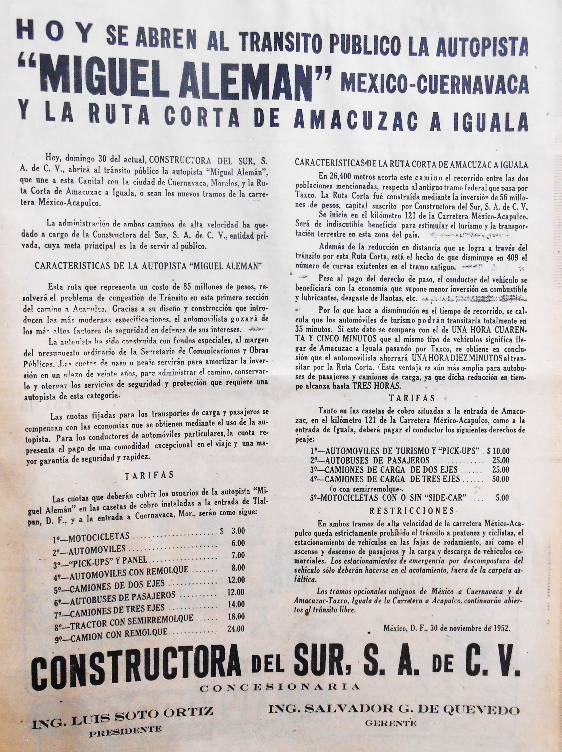 HOY SE ABREN AL TRANSITO PUBLICO LA AUTOPISTA
"MIGUEL ALEMAN" MEXICO-CUERNAVACA
Y LA RUTA CORTA DE AMACUZAC A IGUALA
Hoy, domingo 30 del actual, CONSTRUCTORA DEL SUR, S.
A. de C. V., abrirá al tránsito público la autopista "Miguel Alemán",
que une a esta Capital con la ciudad de Cuernavaca, Morelos, y la Ru
ta Corta de Amacuzac a Iguala, o sean los nuevos tramos de la carre
tera México-Acapulco.
La administración de ambos caminos de alta velocidad ha que
dado a cargo de la Constructora del Sur, S. A. de C. V., entidad pri
vada, cuya meta principal es la de servir al público.
CARACTERISTICAS DE LA AUTOPISTA "MIGUEL ALEMAN"
Esta ruta que representa un costo de 85 millones de pesos, re
solverá el problema de congestión de Tránsito en esta primera sección
del camino a Acapulco. Gracias a su diseño y construcción que intro
ducen las más modernas especificaciones, el automovilista gozará de
los más altos factores de seguridad en defensa de sus intereses.
La autopista ha sido construída con fondos especiales, al margen
del presupuesto ordinario de la Secretaría de Comunicaciones y Obras
Públicas. Las cuotas de paso o peaje servirán para amortizar la inver
sión en un plazo de veinte años, para administrar el camino, conservar
lo y otorgar los servicios de seguridad y protección que requiere una
autopista de esta categoría.
Las cuotas fijadas para los transportes de carga y pasajeros se
compensan con las economías que se obtienen mediante el uso de la au
topista. Para los conductores de automóviles particulares, la cuota re
presenta el pago de una comodidad excepcional en el viaje y una ma
yor garantía de seguridad y rapidez.
TARIFAS
Las cuotas que deberán cubrir los usuarios de la autopista "Mi
guel Alemán" en las casetas de cobro instaladas a la entrada de Tlal
pan, D. F., y a la entrada a Cuernavaca, Mor., serán como sigue:
1º—MOTOCICLETAS $ 3.00
2º—AUTOMOVILES 6.00
3º—"PICK-UPS" Y PANEL 7.00
4º—AUTOMOVILES CON REMOLQUE 8.00
5º—CAMIONES DE DOS EJES 12.00
6º—AUTOBUSES DE PASAJEROS 12.00
7º—CAMIONES DE TRES EJES 14.00
8º—TRACTOR CON SEMIRREMOLQUE 18.00
9º—CAMION CON REMOLQUE 24.00
CARACTERISTICAS DE LA RUTA CORTA DE AMACUZAC A IGUALA
En 26,400 metros acorta este camino el recorrido entre las dos
poblaciones mencionadas, respecto al antiguo tramo federal que pasa por
Taxco. La Ruta Corta fué construída mediante la inversión de 56 millo
nes de pesos, capital suscrito por Constructora del Sur, S. A. de C. V.
Se inicia en el kilómetro 121 de la Carretera México-Acapulco.
Será de indiscutible beneficio para estimular el turismo y la transpor
tación terrestre en esta zona del país.
Además de la reducción en distancia que se logra a través del
tránsito por esta Ruta Corta, está el hecho de que disminuye en 409 el
número de curvas existentes en el tramo antiguo.
Pese al pago del derecho de paso, el conductor del vehículo se
beneficiará con la economía que supone menor inversión en combustible
y lubricantes, desgaste de llantas, etc.
Por lo que hace a disminución en el tiempo de recorrido, se cal
cula que los automóviles de turismo podrán transitarla totalmente en
35 minutos. Si este dato se compara con el de UNA HORA CUAREN
TA Y CINCO MINUTOS que al mismo tipo de vehículos significa lle
gar de Amacuzac a Iguala pasando por Taxco, se obtiene en conclu
sión que el automovilista ahorrará UNA HORA DIEZ MINUTOS al tran
sitar por la Ruta Corta. (Esta ventaja es aún más amplia para autobu
ses de pasajeros y camiones de carga, ya que dicha reducción en tiem
po alcanza hasta TRES HORAS.
TARIFAS
Tanto en las casetas de cobro situadas a la entrada de Amacu
zac, en el kilómetro 121 de la Carretera México-Acapulco, como a la
entrada de Iguala, deberá pagar el conductor los siguientes derechos de
peaje:
1º—AUTOMOVILES DE TURISMO Y "PICK-UPS" . $ 10.00
2º—AUTOBUSES DE PASAJEROS 25.00
3º—CAMIONES DE CARGA DE DOS EJES 25.00
4º—CAMIONES DE CARGA DE TRES EJES 50.00
(o con semirremolque.
5º—MOTOCICLETAS CON O SIN "SIDE-CAR" 5.00
RESTRICCIONES
En ambos tramos de alta velocidad de la carretera México-Aca
pulco queda estrictamente prohibido el tránsito a peatones y ciclistas, el
estacionamiento de vehículos en las fajas de rodamiento, así como el
ascenso y descenso de pasajeros y la carga y descarga de vehículos co
merciales. Los estacionamientos de emergencia por descompostura del
vehículo sólo deberán hacerse en el acotamiento, fuera de la carpeta as
fáltica.
Los tramos opcionales antiguos de México a Cuernavaca y de
Amacuzac-Taxco, Iguala de la Carretera a Acapulco, continuarán abier
tos al tránsito libre.
México, D. F., 30 de noviembre de 1952.
CONSTRUCTORA DEL SUR, S. A. DE C. V.
CONCESIONARIA
ING. LUIS SOTO ORTIZ
PRESIDENTE
ING. SALVADOR G. DE QUEVEDO
GERENTE